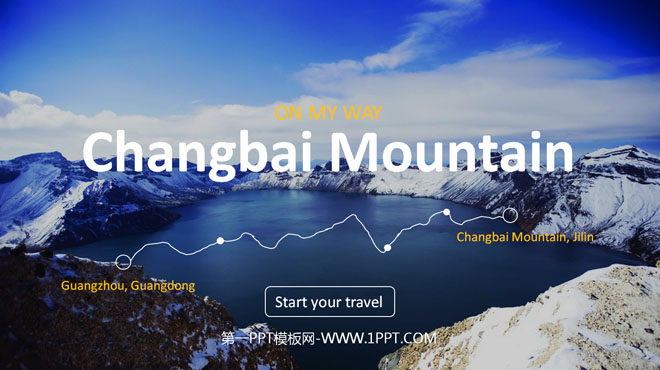 ON MY WAY
Changbai Mountain
Changbai Mountain, Jilin
Guangzhou, Guangdong
Start your travel
第一PPT模板网-WWW.1PPT.COM